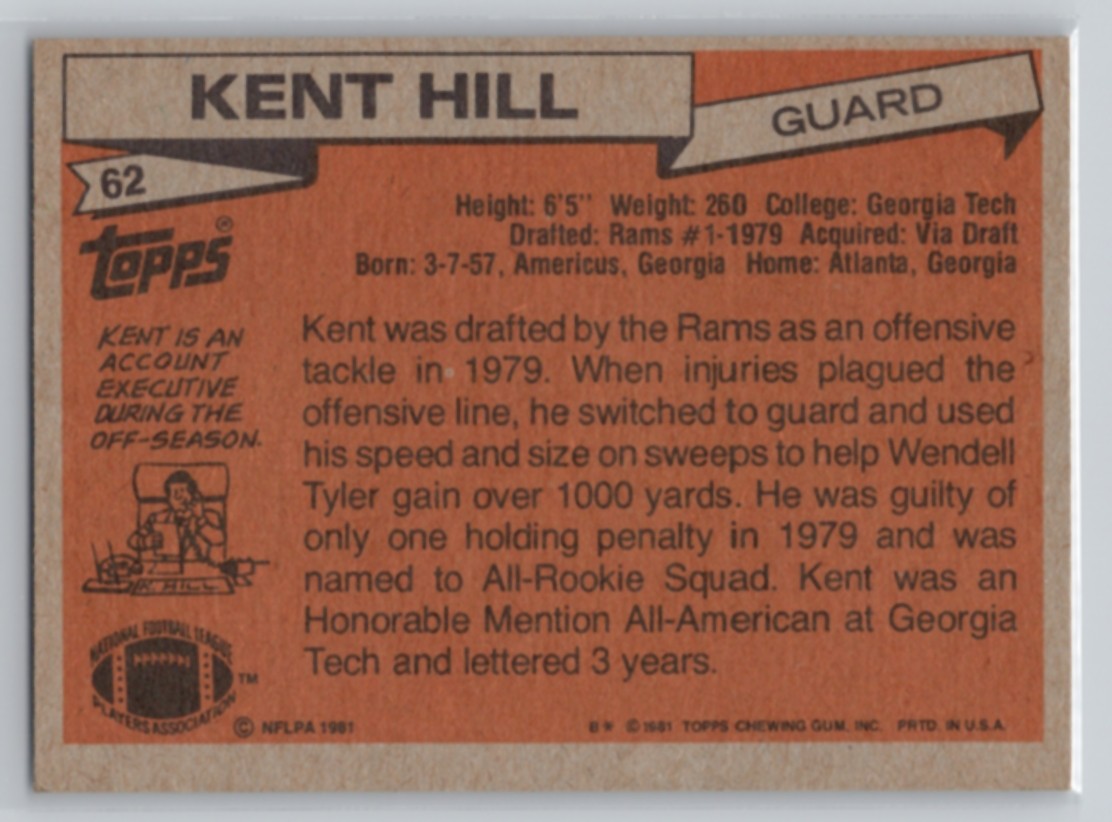 KENT HILL
GUARD
62
TOPPS®
Height: 6'5" Weight: 260 College: Georgia Tech
Drafted: Rams #1-1979 Acquired: Via Draft
Born: 3-7-57, Americus, Georgia Home: Atlanta, Georgia
KENT IS AN
ACCOUNT
EXECUTIVE
DURING THE
OFF-SEASON.
K. HILL
Kent was drafted by the Rams as an offensive
tackle in 1979. When injuries plagued the
offensive line, he switched to guard and used
his speed and size on sweeps to help Wendell
Tyler gain over 1000 yards. He was guilty of
only one holding penalty in 1979 and was
named to All-Rookie Squad. Kent was an
Honorable Mention All-American at Georgia
Tech and lettered 3 years.
NATIONAL FOOTBALL LEAGUE
PLAYERS ASSOCIATION
TM
© NFLPA 1981
B* © 1981 TOPPS CHEWING GUM, INC. PRTD. IN U.S.A.